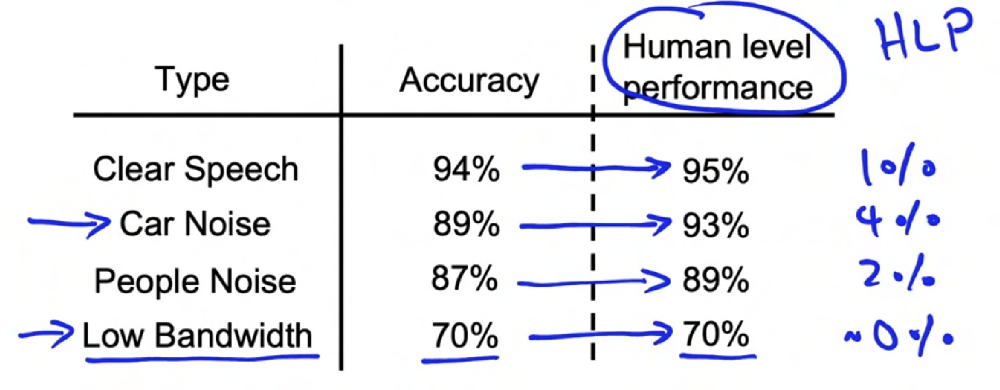 Human level HLP
Type Accuracy performance
Clear Speech 94% 95% 1%
Car Noise 89% 93% 4%
People Noise 87% 89% 2%
Low Bandwidth 70% 70% ~0%